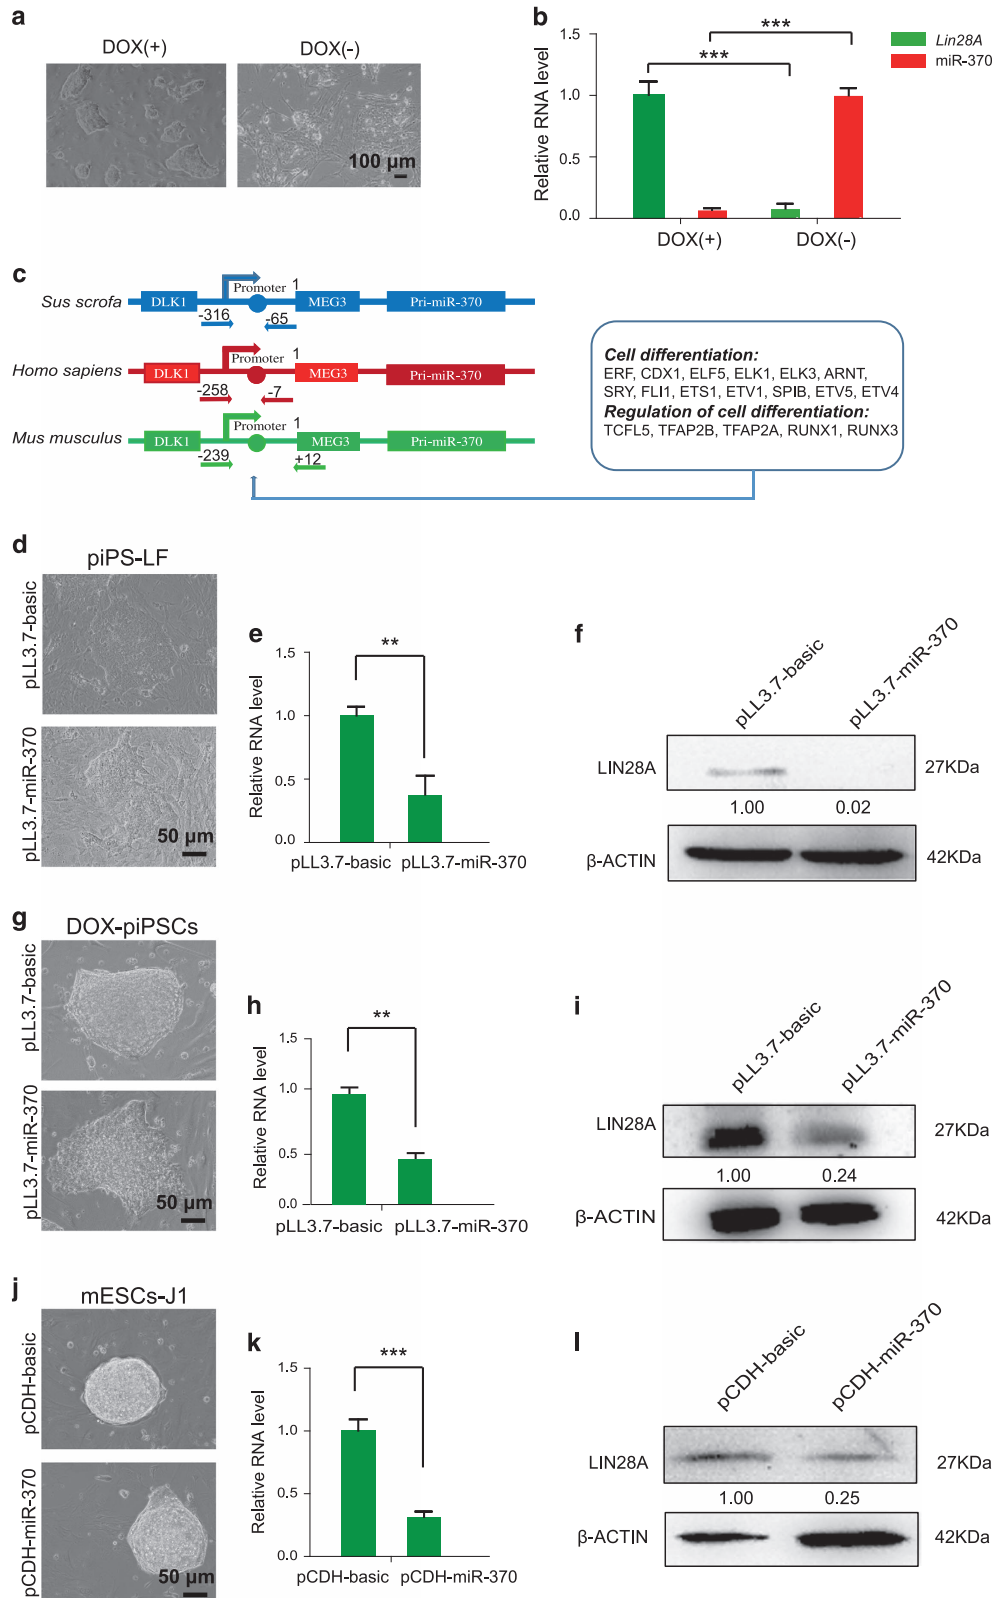 a
DOX(+)
DOX(-)
100 µm
b
Relative RNA level
1.5
1.0
0.5
0.0
***
***
Lin28A
miR-370
DOX(+)
DOX(-)
c
Sus scrofa
DLK1
Promoter
1
MEG3
Pri-miR-370
-316
-65
Homo sapiens
DLK1
Promoter
1
MEG3
Pri-miR-370
-258
-7
Mus musculus
DLK1
Promoter
1
MEG3
Pri-miR-370
-239
+12
Cell differentiation:
ERF, CDX1, ELF5, ELK1, ELK3, ARNT,
SRY, FLI1, ETS1, ETV1, SPIB, ETV5, ETV4
Regulation of cell differentiation:
TCFL5, TFAP2B, TFAP2A, RUNX1, RUNX3
d
piPS-LF
pLL3.7-basic
pLL3.7-miR-370
50 µm
e
Relative RNA level
1.5
1.0
0.5
0.0
**
pLL3.7-basic
pLL3.7-miR-370
f
pLL3.7-basic
pLL3.7-miR-370
LIN28A
27KDa
1.00
0.02
β-ACTIN
42KDa
g
DOX-piPSCs
pLL3.7-basic
pLL3.7-miR-370
50 µm
h
Relative RNA level
1.5
1.0
0.5
0.0
**
pLL3.7-basic
pLL3.7-miR-370
i
pLL3.7-basic
pLL3.7-miR-370
LIN28A
27KDa
1.00
0.24
β-ACTIN
42KDa
j
mESCs-J1
pCDH-basic
pCDH-miR-370
50 µm
k
Relative RNA level
1.5
1.0
0.5
0.0
***
pCDH-basic
pCDH-miR-370
l
pCDH-basic
pCDH-miR-370
LIN28A
27KDa
1.00
0.25
β-ACTIN
42KDa